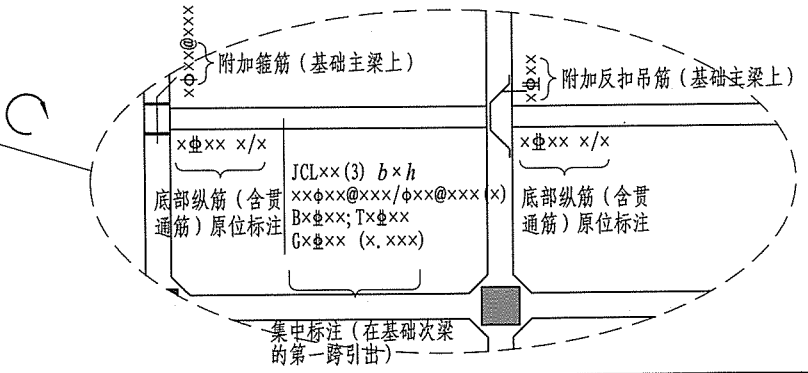 ×ϕ××@×××
附加箍筋（基础主梁上）
×⏀××
附加反扣吊筋（基础主梁上）
×⏀×× ×/×
底部纵筋（含贯
通筋）原位标注
JCL××(3) b×h
××ϕ××@×××/ϕ××@×××(×)
B×⏀××;T×⏀××
G×⏀×× (×.×××)
×⏀×× ×/×
底部纵筋（含贯
通筋）原位标注
集中标注（在基础次梁
的第一跨引出）